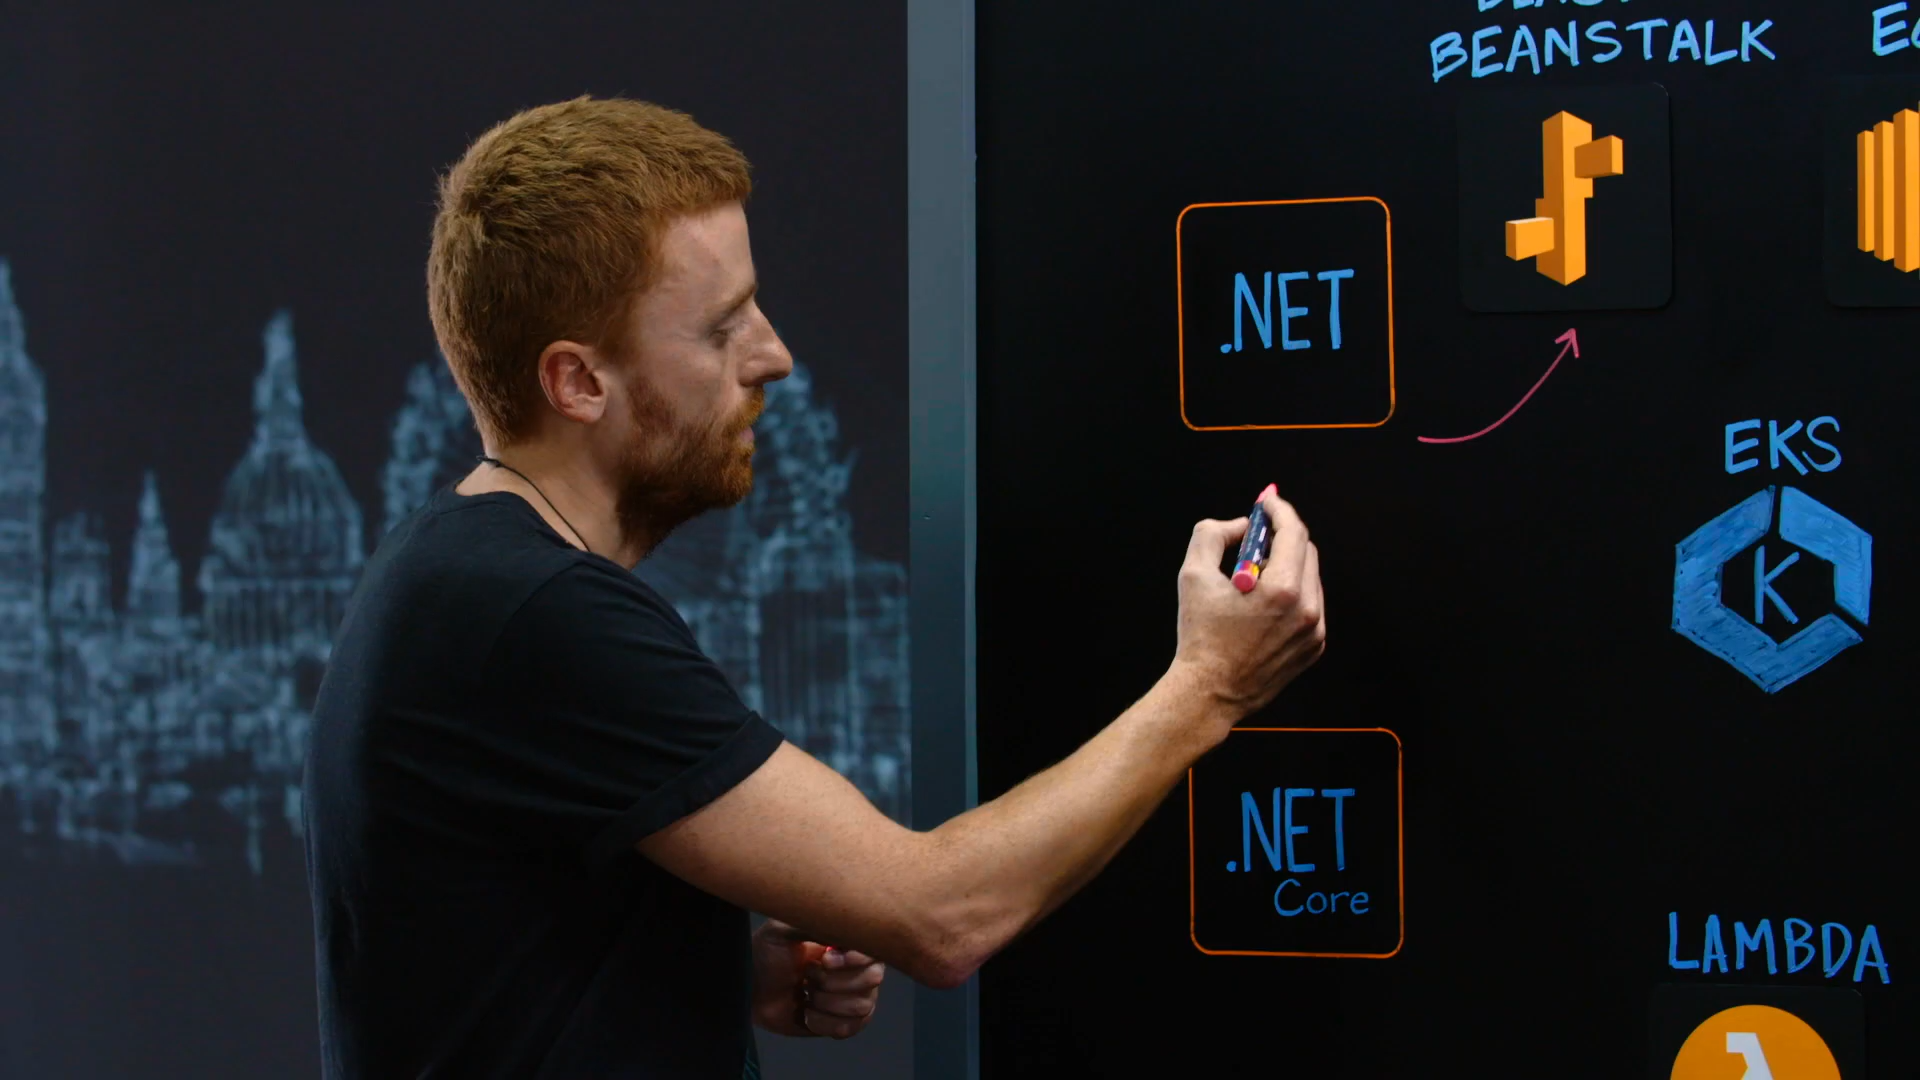 BEANSTALK
.NET
EKS
K
.NET
Core
LAMBDA